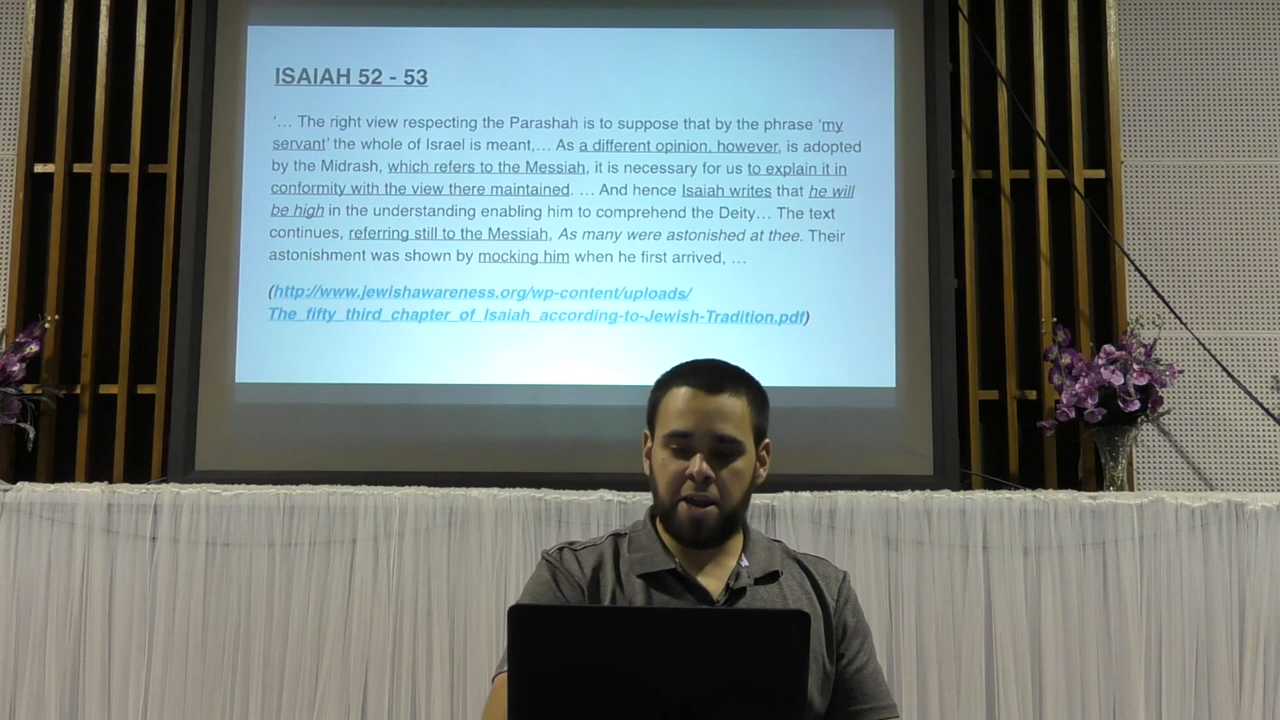 ISAIAH 52 - 53
‘… The right view respecting the Parashah is to suppose that by the phrase ‘my
servant’ the whole of Israel is meant,… As a different opinion, however, is adopted
by the Midrash, which refers to the Messiah, it is necessary for us to explain it in
conformity with the view there maintained. … And hence Isaiah writes that he will
be high in the understanding enabling him to comprehend the Deity… The text
continues, referring still to the Messiah, As many were astonished at thee. Their
astonishment was shown by mocking him when he first arrived, …
(http://www.jewishawareness.org/wp-content/uploads/
The_fifty_third_chapter_of_Isaiah_according-to-Jewish-Tradition.pdf)